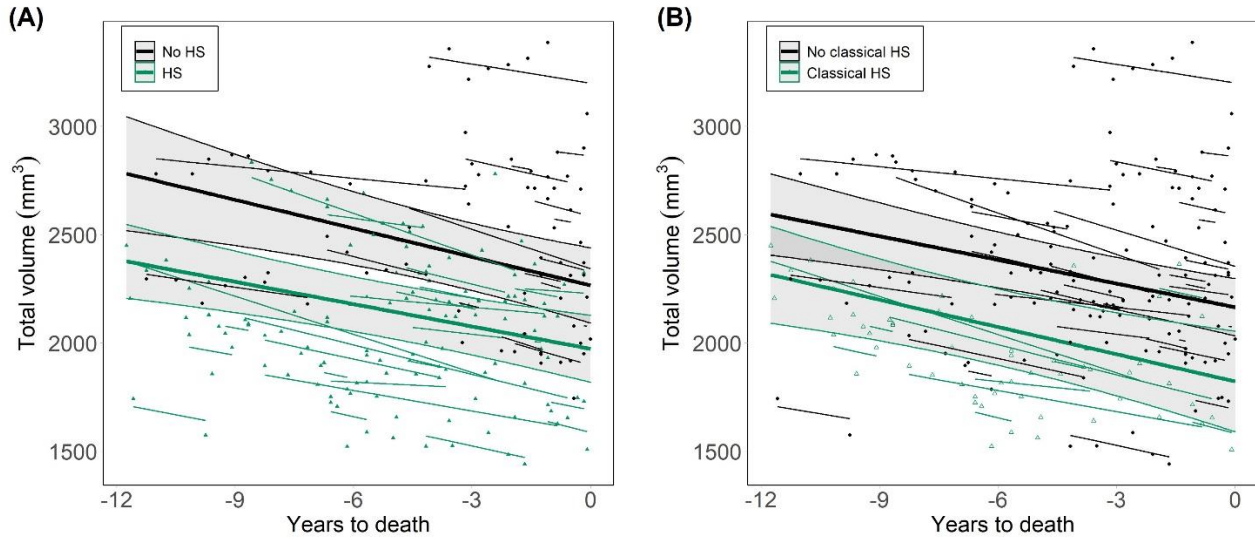 (A)
No HS
HS
Total volume (mm³)
3000
2500
2000
1500
-12
-9
-6
-3
0
Years to death
(B)
No classical HS
Classical HS
Total volume (mm³)
3000
2500
2000
1500
-12
-9
-6
-3
0
Years to death